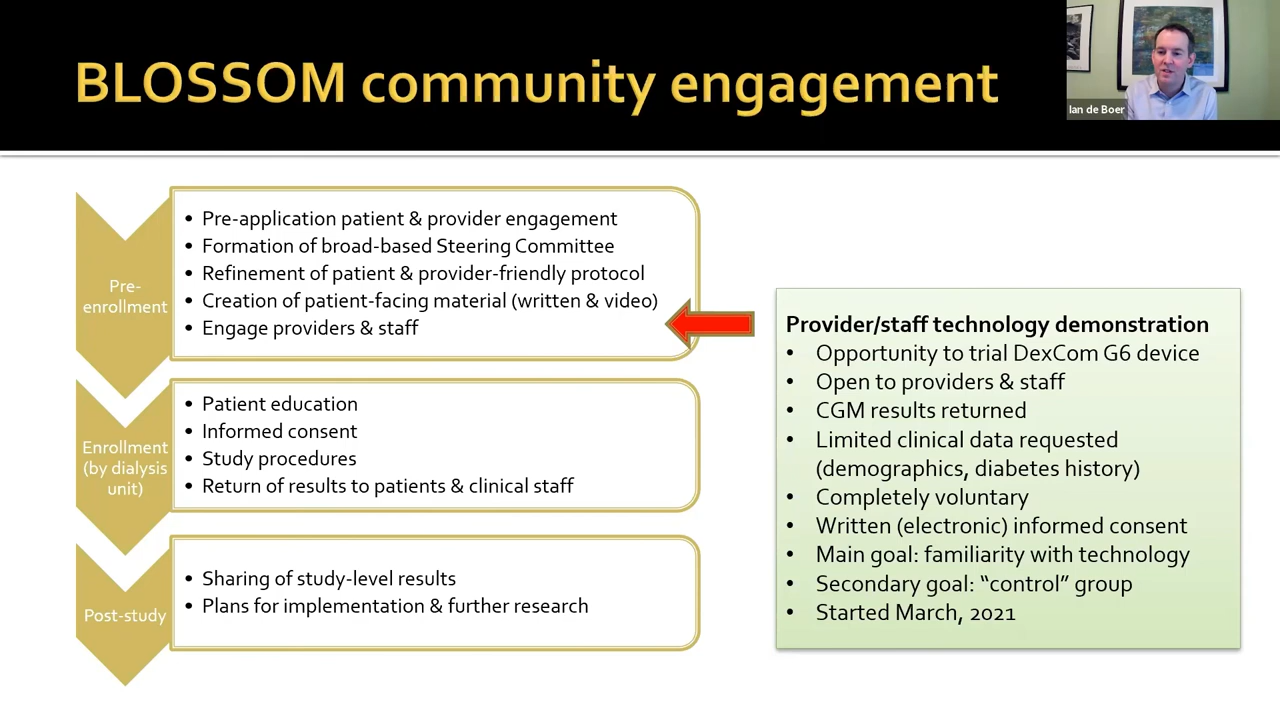 BLOSSOM community engagement
Ian de Boer
Pre-
enrollment
• Pre-application patient & provider engagement
• Formation of broad-based Steering Committee
• Refinement of patient & provider-friendly protocol
• Creation of patient-facing material (written & video)
• Engage providers & staff
Enrollment
(by dialysis
unit)
• Patient education
• Informed consent
• Study procedures
• Return of results to patients & clinical staff
Post-study
• Sharing of study-level results
• Plans for implementation & further research
Provider/staff technology demonstration
• Opportunity to trial DexCom G6 device
• Open to providers & staff
• CGM results returned
• Limited clinical data requested
(demographics, diabetes history)
• Completely voluntary
• Written (electronic) informed consent
• Main goal: familiarity with technology
• Secondary goal: “control” group
• Started March, 2021